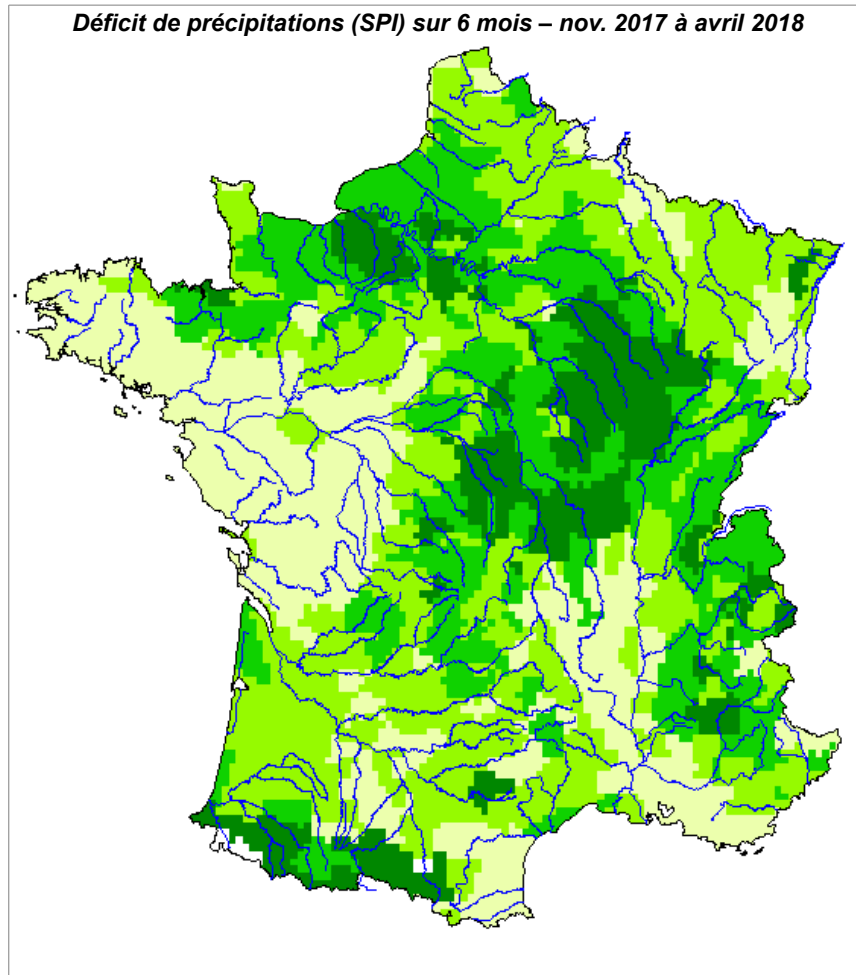 Déficit de précipitations (SPI) sur 6 mois – nov. 2017 à avril 2018